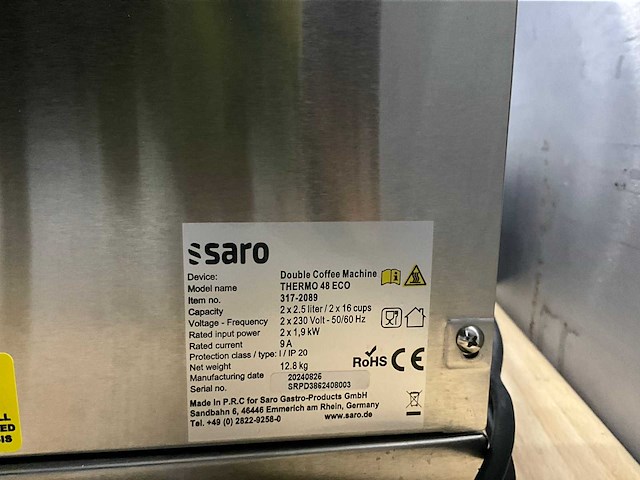 saro
Device: Double Coffee Machine
Model name THERMO 48 ECO
Item no. 317-2089
Capacity 2 x 2.5 liter / 2 x 16 cups
Voltage - Frequency 2 x 230 Volt - 50/60 Hz
Rated input power 2 x 1,9 kW
Rated current 9 A
Protection class / type: I / IP 20
Net weight 12.8 kg
Manufacturing date 20240826
Serial no. SRPD3862408003
RoHS CE
Made in P.R.C for Saro Gastro-Products GmbH
Sandbahn 6, 46446 Emmerich am Rhein, Germany
Tel. +49 (0) 2822-9258-0 www.saro.de